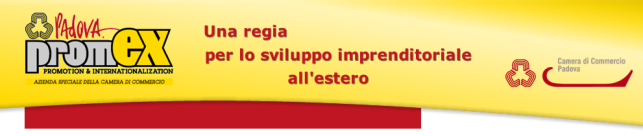 PADOVA
promex
PROMOTION & INTERNATIONALIZATION
AZIENDA SPECIALE DELLA CAMERA DI COMMERCIO
Una regia
per lo sviluppo imprenditoriale
all'estero
Camera di Commercio
Padova